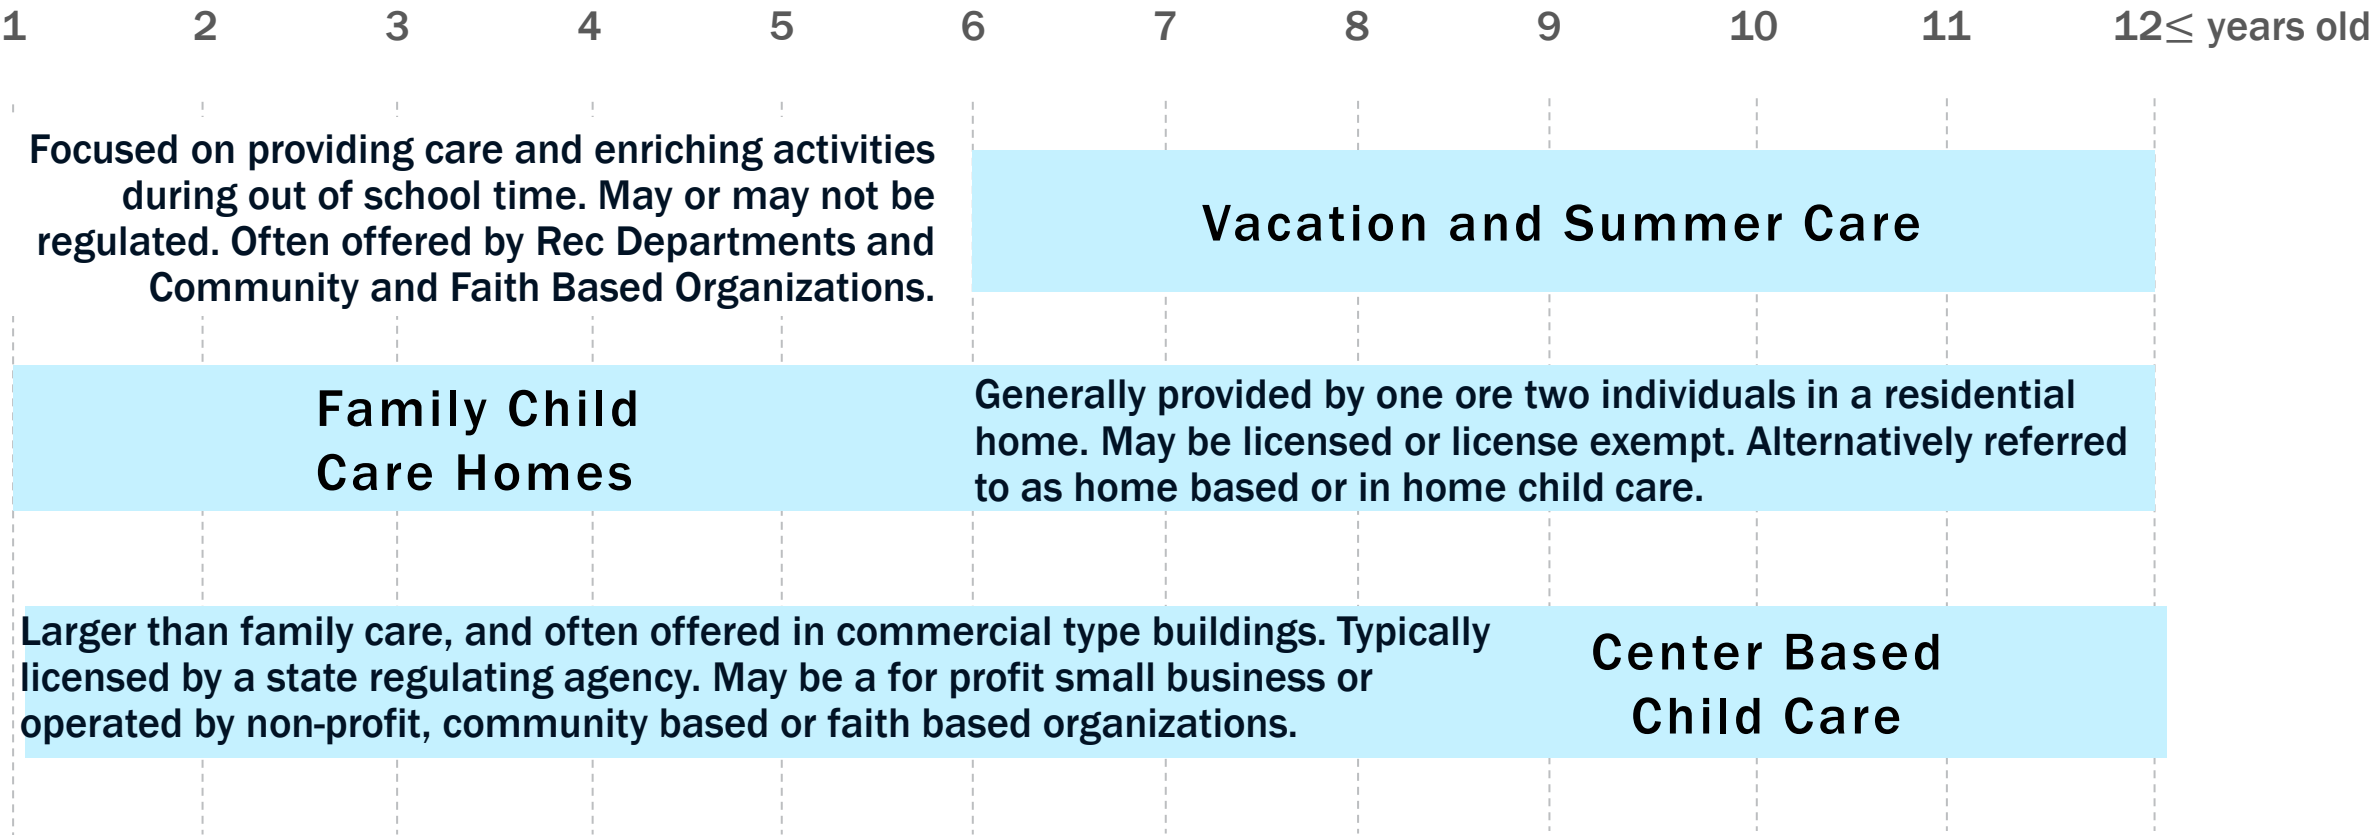 1 2 3 4 5 6 7 8 9 10 11 12≤ years old
Focused on providing care and enriching activities
during out of school time. May or may not be
regulated. Often offered by Rec Departments and
Community and Faith Based Organizations.
Vacation and Summer Care
Family Child
Care Homes
Generally provided by one ore two individuals in a residential
home. May be licensed or license exempt. Alternatively referred
to as home based or in home child care.
Larger than family care, and often offered in commercial type buildings. Typically
licensed by a state regulating agency. May be a for profit small business or
operated by non-profit, community based or faith based organizations.
Center Based
Child Care